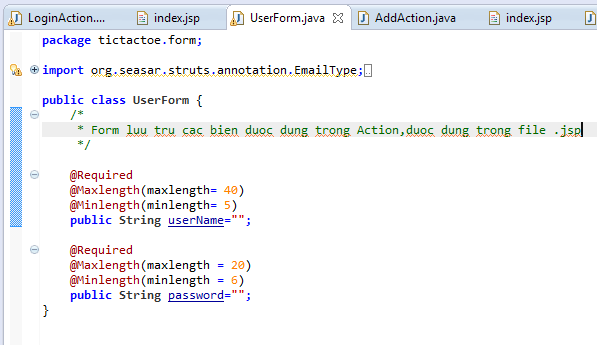 LoginAction.... index.jsp UserForm.java AddAction.java index.jsp
package tictactoe.form;
import org.seasar.struts.annotation.EmailType;
public class UserForm {
/*
* Form luu tru cac bien duoc dung trong Action,duoc dung trong file .jsp
*/
@Required
@Maxlength(maxlength= 40)
@Minlength(minlength= 5)
public String userName="";
@Required
@Maxlength(maxlength = 20)
@Minlength(minlength = 6)
public String password="";
}